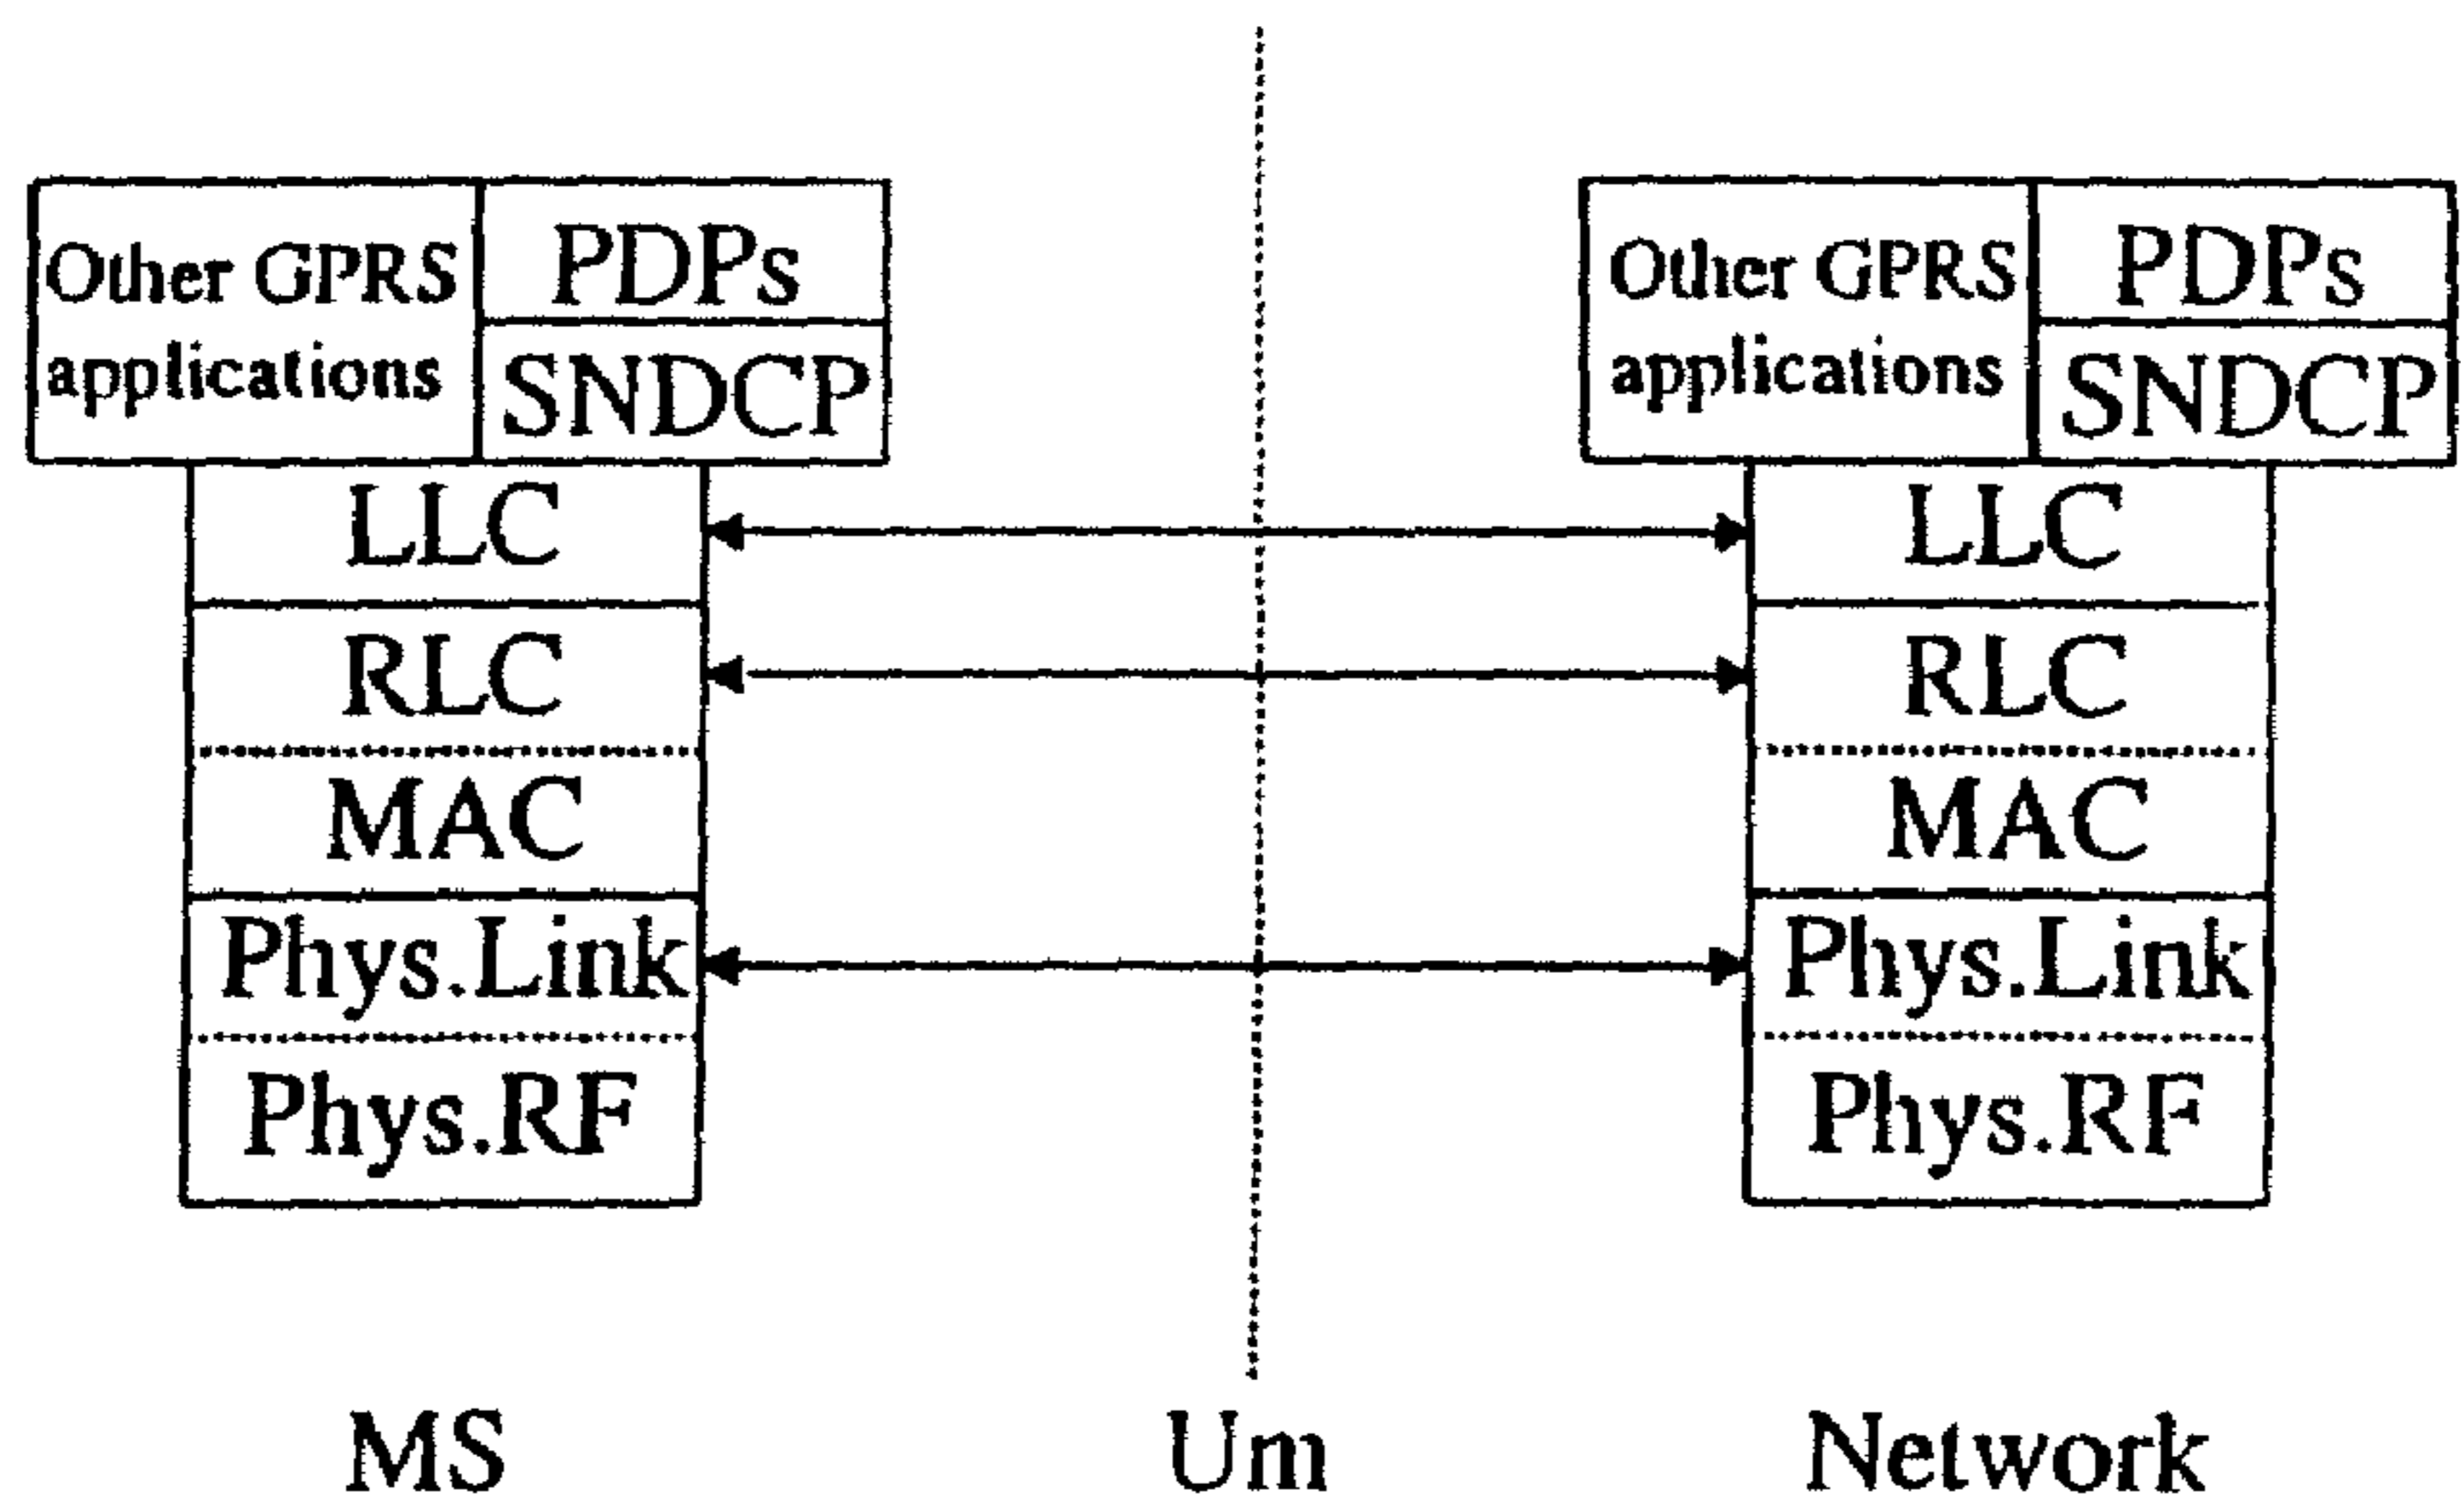 Other GPRS
applications
PDPs
SNDCP
LLC
RLC
MAC
Phys.Link
Phys.RF
MS
Um
Other GPRS
applications
PDPs
SNDCP
LLC
RLC
MAC
Phys.Link
Phys.RF
Network